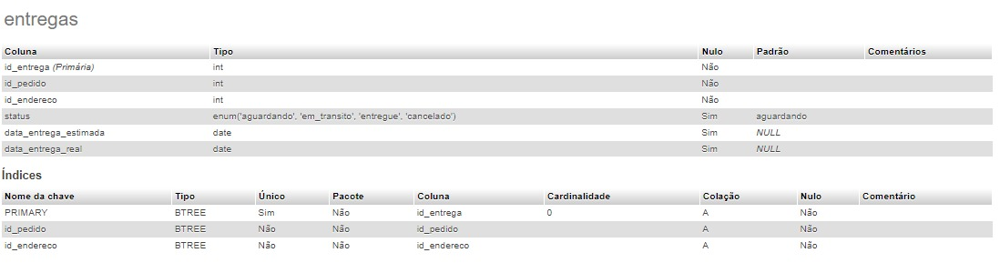 entregas
Coluna Tipo Nulo Padrão Comentários
id_entrega (Primária) int Não
id_pedido int Não
id_endereco int Não
status enum('aguardando', 'em_transito', 'entregue', 'cancelado') Sim aguardando
data_entrega_estimada date Sim NULL
data_entrega_real date Sim NULL
Índices
Nome da chave Tipo Único Pacote Coluna Cardinalidade Colação Nulo Comentário
PRIMARY BTREE Sim Não id_entrega 0 A Não
id_pedido BTREE Não Não id_pedido A Não
id_endereco BTREE Não Não id_endereco A Não